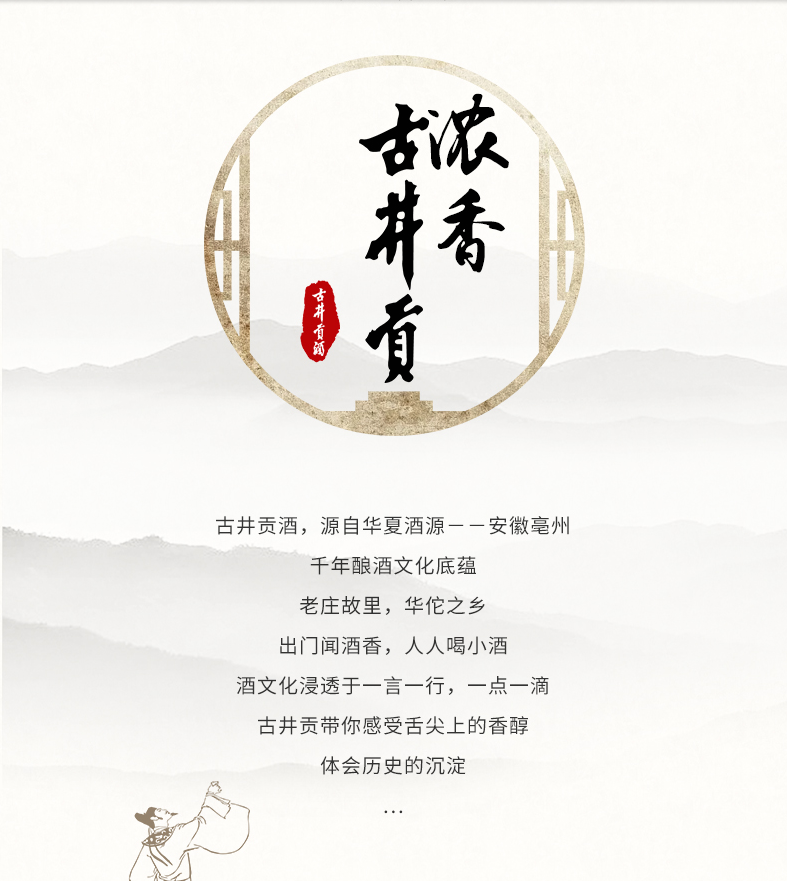 浓香
古井贡
古井贡酒
古井贡酒，源自华夏酒源－－安徽亳州
千年酿酒文化底蕴
老庄故里，华佗之乡
出门闻酒香，人人喝小酒
酒文化浸透于一言一行，一点一滴
古井贡带你感受舌尖上的香醇
体会历史的沉淀
...